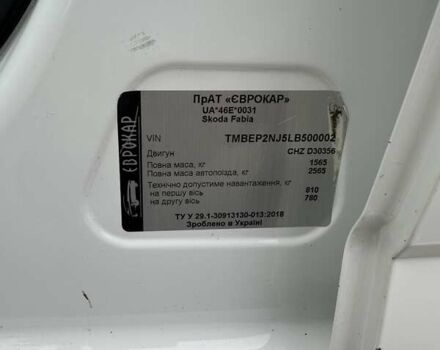 ЄВРОКАР
ПрАТ «ЄВРОКАР»
UA*46E*0031
Skoda Fabia
VIN TMBEP2NJ5LB500002
Двигун CHZ D30356
Повна маса, кг 1565
Повна маса автопоїзда, кг 2565
Технічно допустиме навантаження, кг
на першу вісь 810
на другу вісь 780
ТУ У 29.1-30913130-013:2018
Зроблено в Україні